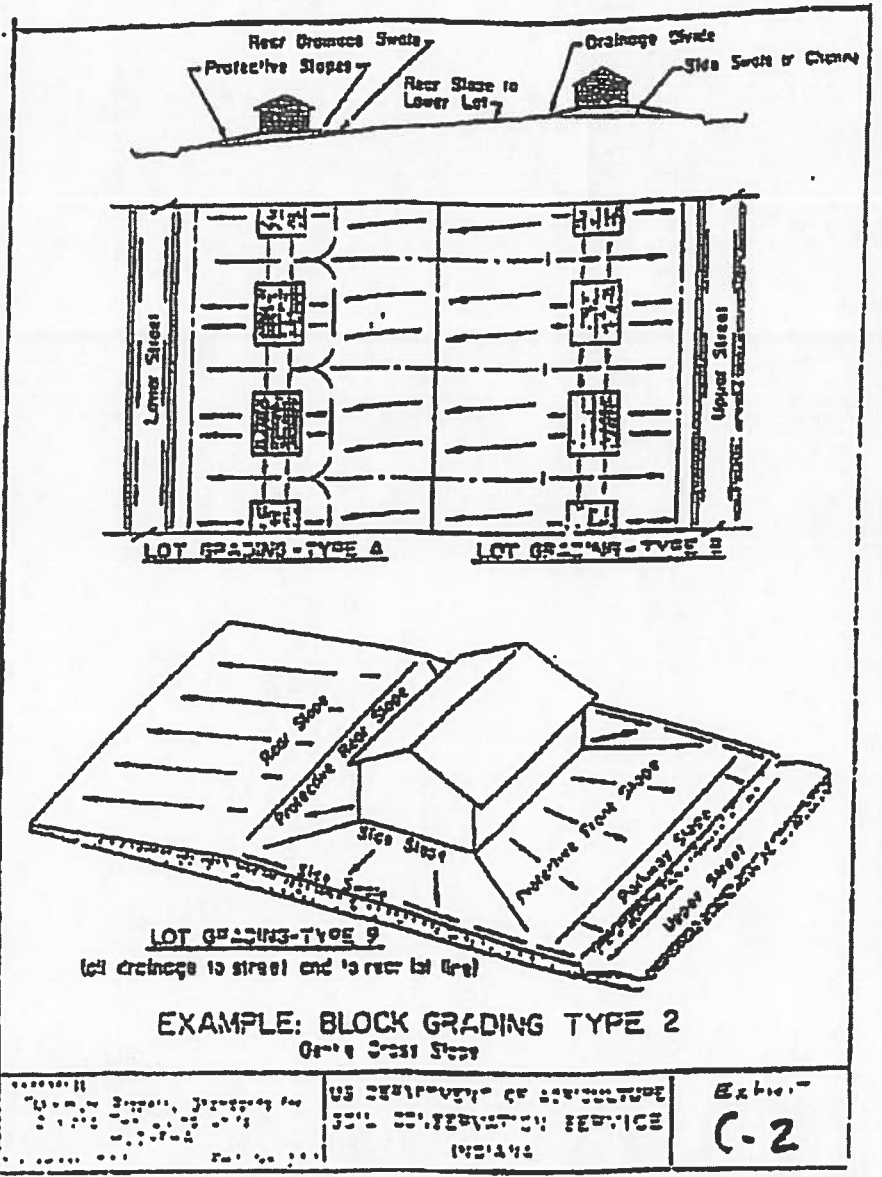 Rear Drainage Swale
Protective Slopes
Rear Slope to
Lower Lot
Drainage Divide
Side Swale or
Lower Street
Upper Street
LOT GRADING-TYPE A
LOT GRADING-TYPE B
Rear Slope
Protective Rear Slope
Side Slope
Side Swale
Protective Front Slope
Parkway Slope
Upper Street
LOT GRADING-TYPE
(all drainage to street and to rear lot line)
EXAMPLE: BLOCK GRADING TYPE 2
Gentle Cross Slope
US DEPARTMENT OF AGRICULTURE
SOIL CONSERVATION SERVICE
INDIANA
Exhibit
C-2